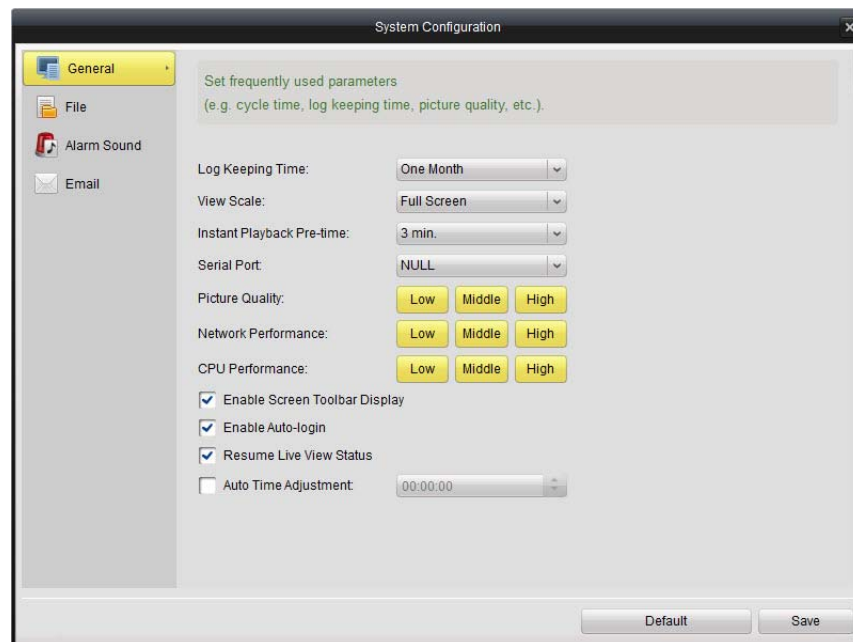 System Configuration
General
File
Alarm Sound
Email
Set frequently used parameters
(e.g. cycle time, log keeping time, picture quality, etc.).
Log Keeping Time: One Month
View Scale: Full Screen
Instant Playback Pre-time: 3 min.
Serial Port: NULL
Picture Quality: Low Middle High
Network Performance: Low Middle High
CPU Performance: Low Middle High
Enable Screen Toolbar Display
Enable Auto-login
Resume Live View Status
Auto Time Adjustment: 00:00:00
Default Save